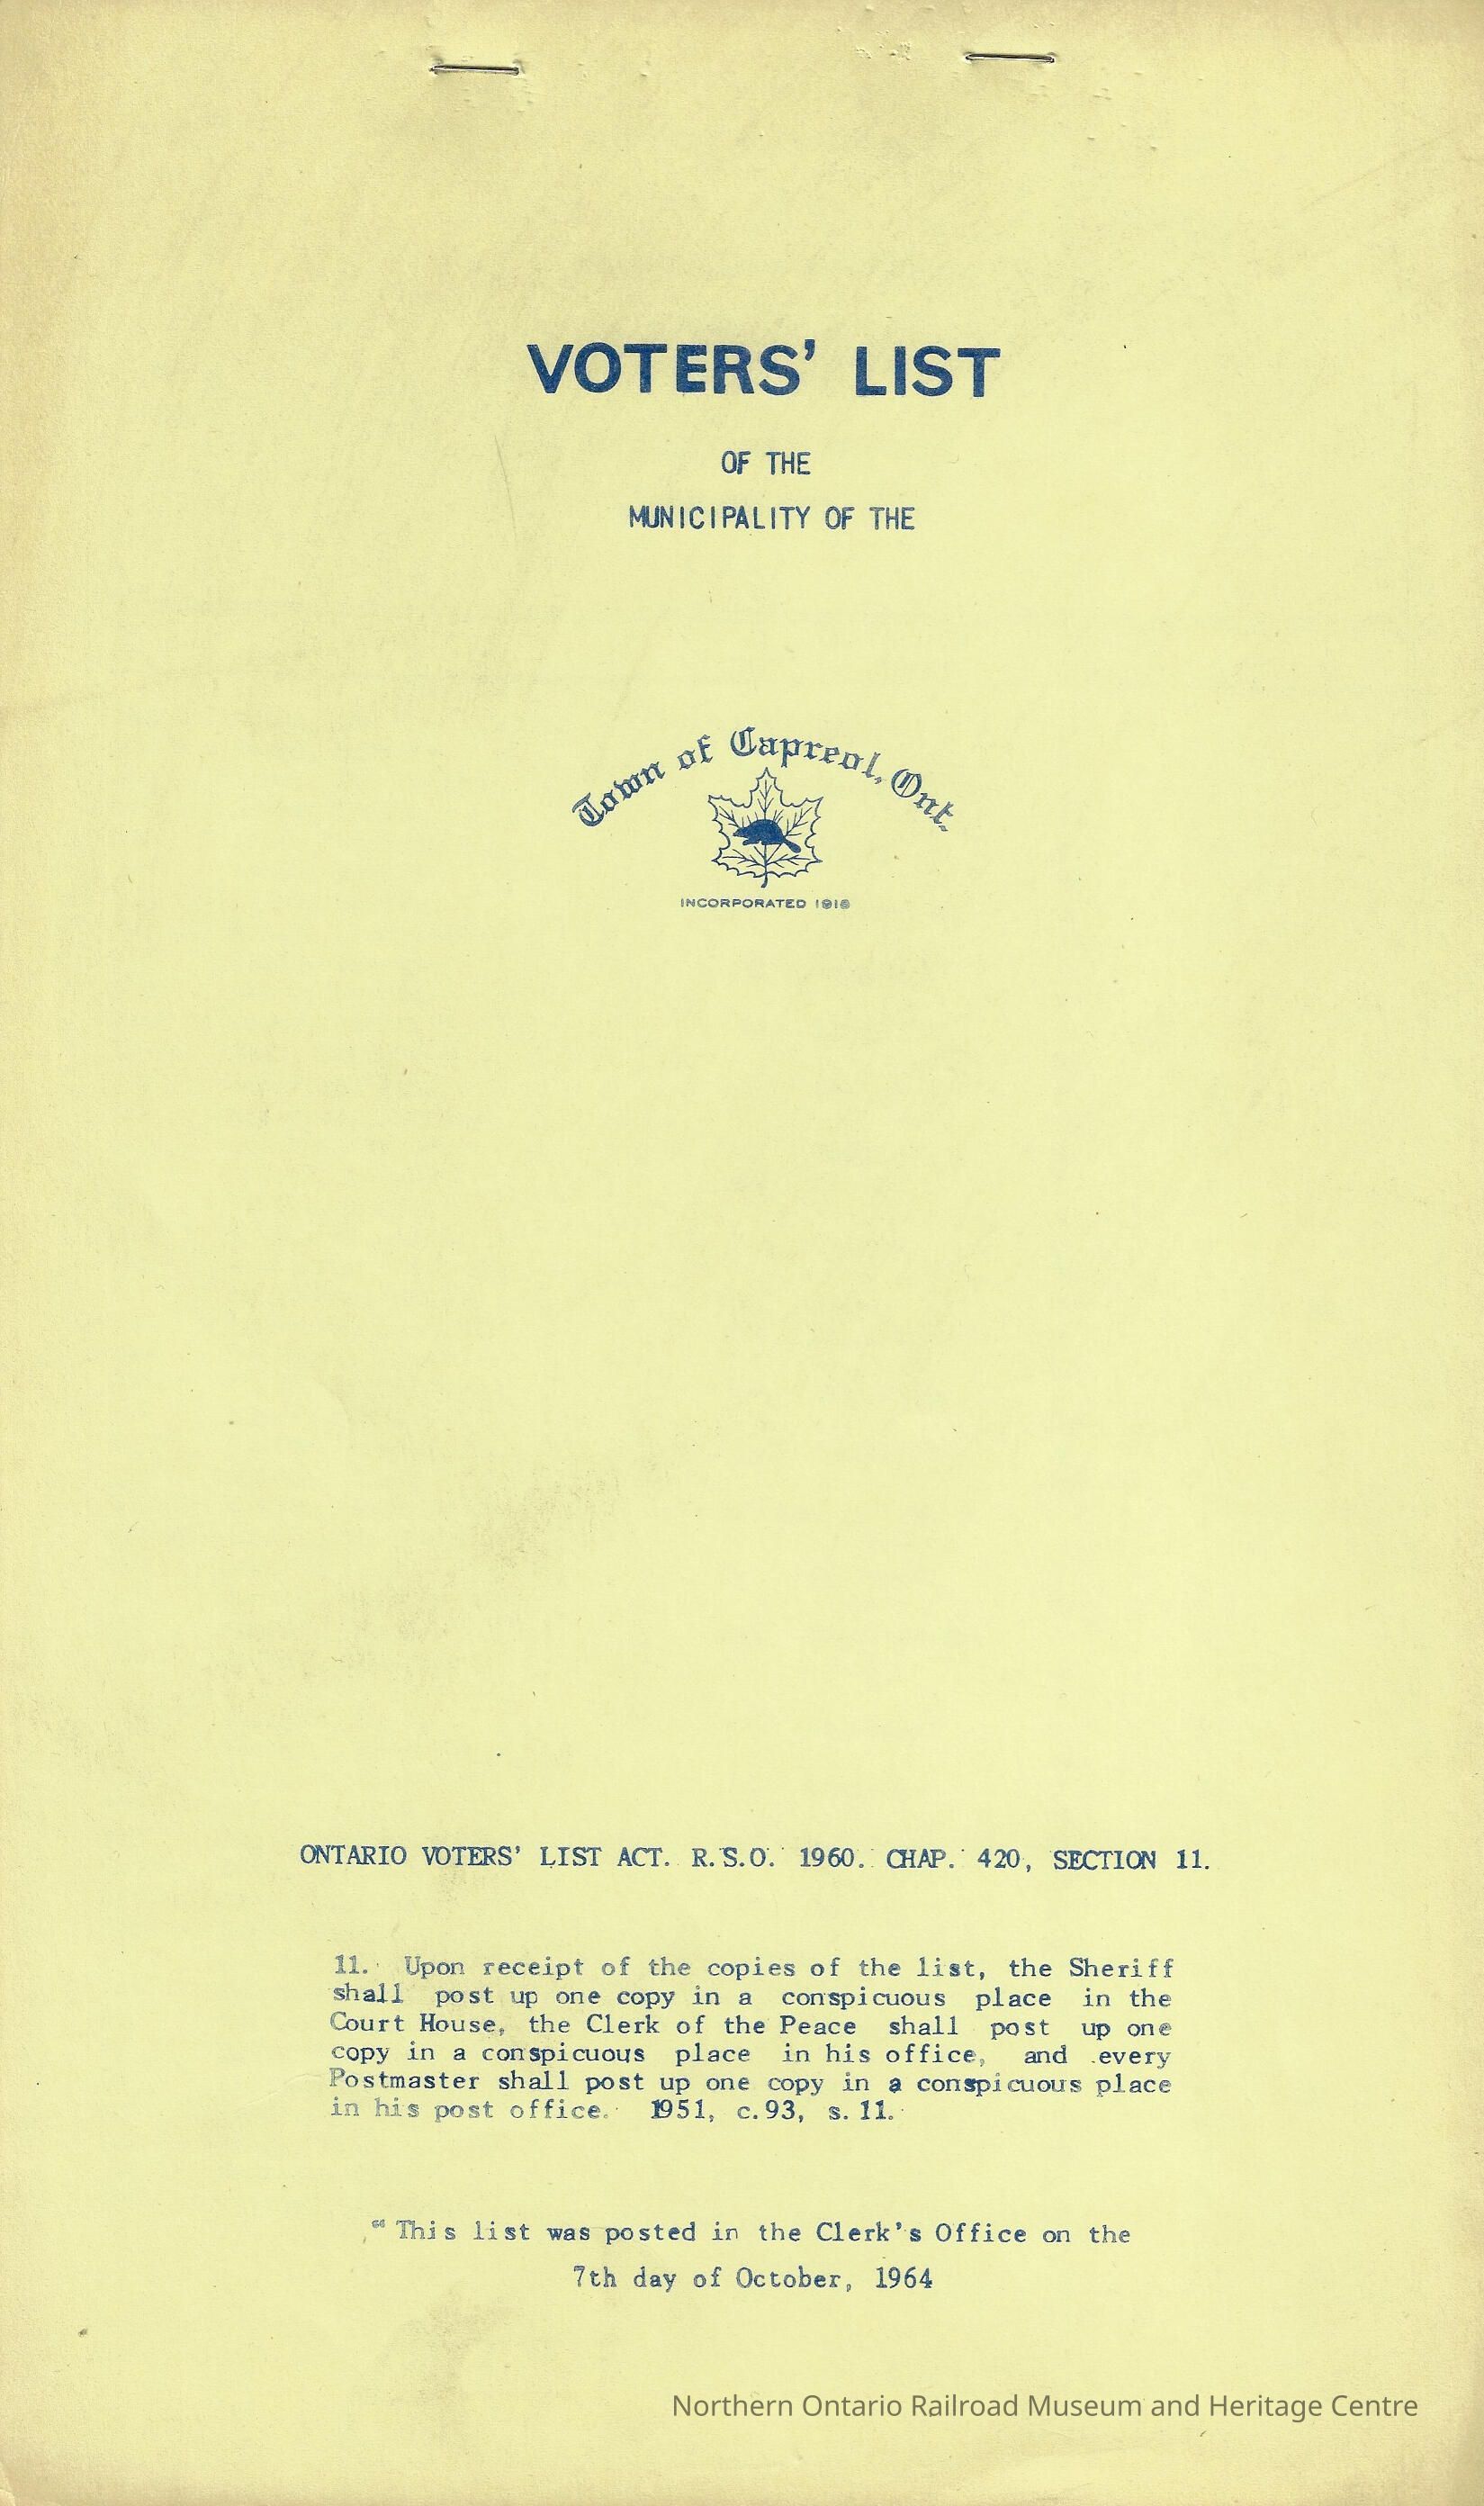 VOTERS' LIST
OF THE
MUNICIPALITY OF THE
Town of Capreol, Ont.
INCORPORATED 1918
ONTARIO VOTERS' LIST ACT. R.S.O. 1960. CHAP. 420, SECTION 11.
11. Upon receipt of the copies of the list, the Sheriff
shall post up one copy in a conspicuous place in the
Court House, the Clerk of the Peace shall post up one
copy in a conspicuous place in his office, and every
Postmaster shall post up one copy in a conspicuous place
in his post office. 1951, c.93, s.11.
"This list was posted in the Clerk's Office on the
7th day of October, 1964
Northern Ontario Railroad Museum and Heritage Centre